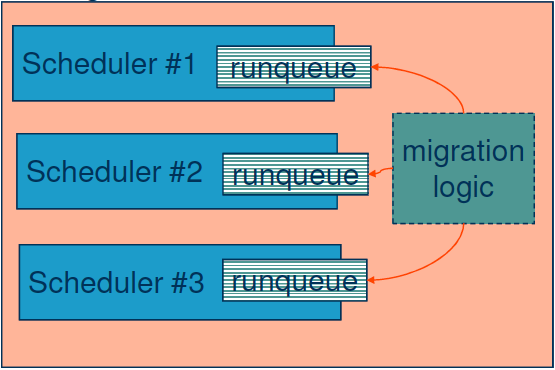 Scheduler #1
runqueue
Scheduler #2
runqueue
migration
logic
Scheduler #3
runqueue